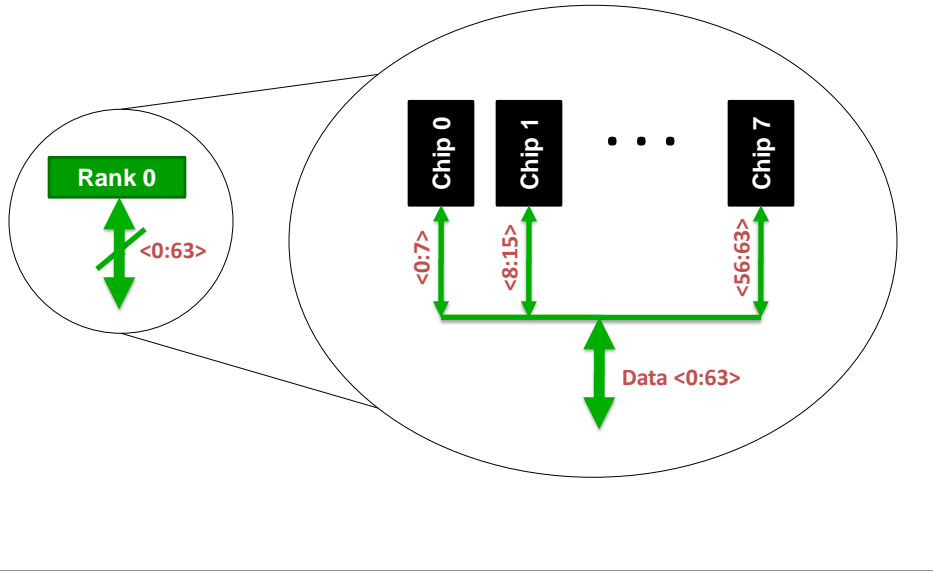 Rank 0
<0:63>
Chip 0
Chip 1
. . .
Chip 7
<0:7>
<8:15>
<56:63>
Data <0:63>